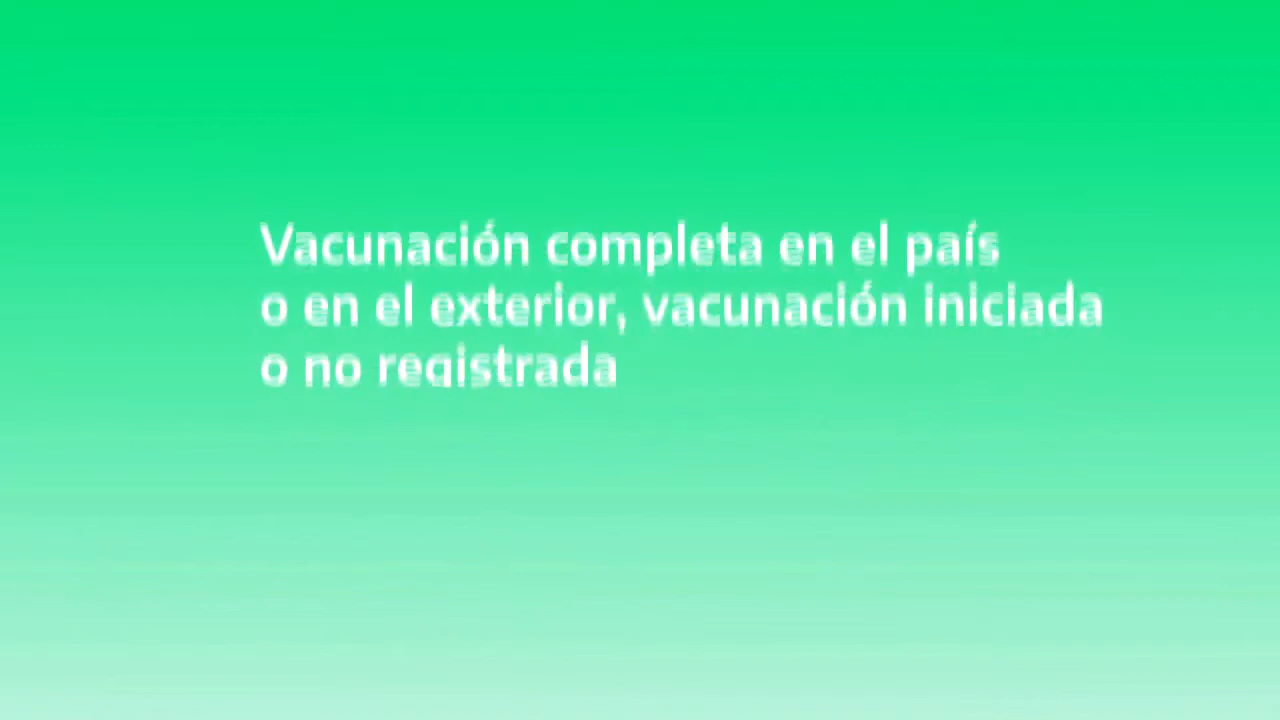 Vacunación completa en el país
o en el exterior, vacunación iniciada
o no registrada